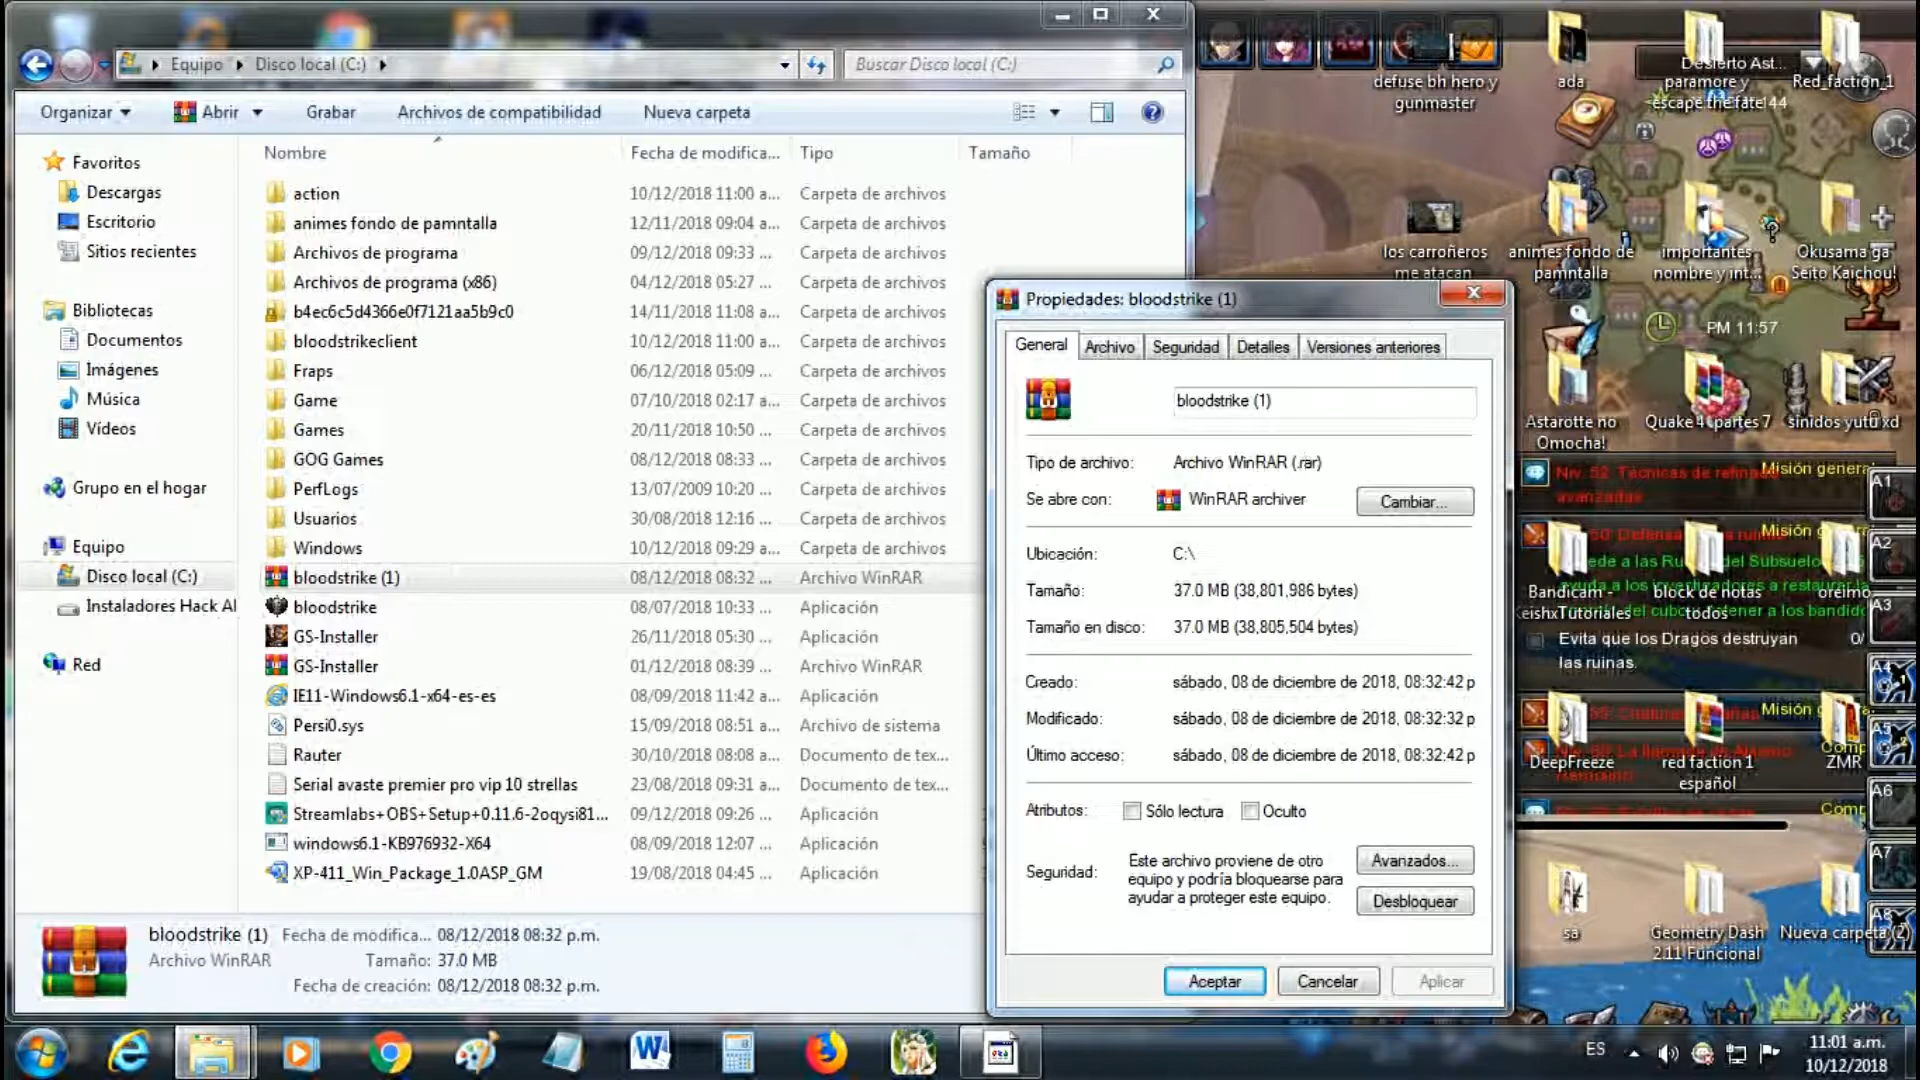 Equipo
Disco local (C:)
Buscar Disco local (C:)
Organizar
Abrir
Grabar
Archivos de compatibilidad
Nueva carpeta
Favoritos
Descargas
Escritorio
Sitios recientes
Bibliotecas
Documentos
Imágenes
Música
Vídeos
Grupo en el hogar
Equipo
Disco local (C:)
Instaladores Hack Al
Red
Nombre Fecha de modifica... Tipo Tamaño
action 10/12/2018 11:00 a... Carpeta de archivos
animes fondo de pamntalla 12/11/2018 09:04 a... Carpeta de archivos
Archivos de programa 09/12/2018 09:33 ... Carpeta de archivos
Archivos de programa (x86) 04/12/2018 05:27 ... Carpeta de archivos
b4ec6c5d4366e0f7121aa5b9c0 14/11/2018 11:08 a... Carpeta de archivos
bloodstrikeclient 10/12/2018 11:00 a... Carpeta de archivos
Fraps 06/12/2018 05:09 ... Carpeta de archivos
Game 07/10/2018 02:17 a... Carpeta de archivos
Games 20/11/2018 10:50 ... Carpeta de archivos
GOG Games 08/12/2018 08:33 ... Carpeta de archivos
PerfLogs 13/07/2009 10:20 ... Carpeta de archivos
Usuarios 30/08/2018 12:16 ... Carpeta de archivos
Windows 10/12/2018 09:29 a... Carpeta de archivos
bloodstrike (1) 08/12/2018 08:32 ... Archivo WinRAR
bloodstrike 08/07/2018 10:33 ... Aplicación
GS-Installer 26/11/2018 05:30 ... Aplicación
GS-Installer 01/12/2018 08:39 ... Archivo WinRAR
IE11-Windows6.1-x64-es-es 08/09/2018 11:42 a... Aplicación
Persi0.sys 15/09/2018 08:51 a... Archivo de sistema
Rauter 30/10/2018 08:08 a... Documento de tex...
Serial avaste premier pro vip 10 strellas 23/08/2018 09:31 a... Documento de tex...
Streamlabs+OBS+Setup+0.11.6-2oqysi81... 09/12/2018 09:26 ... Aplicación
windows6.1-KB976932-X64 08/09/2018 12:07 ... Aplicación
XP-411_Win_Package_1.0ASP_GM 19/08/2018 04:45 ... Aplicación
bloodstrike (1) Fecha de modifica... 08/12/2018 08:32 p.m.
Archivo WinRAR Tamaño: 37.0 MB
Fecha de creación: 08/12/2018 08:32 p.m.
Propiedades: bloodstrike (1)
General Archivo Seguridad Detalles Versiones anteriores
bloodstrike (1)
Tipo de archivo: Archivo WinRAR (.rar)
Se abre con: WinRAR archiver Cambiar...
Ubicación: C:\
Tamaño: 37.0 MB (38,801,986 bytes)
Tamaño en disco: 37.0 MB (38,805,504 bytes)
Creado: sábado, 08 de diciembre de 2018, 08:32:42 p
Modificado: sábado, 08 de diciembre de 2018, 08:32:32 p
Último acceso: sábado, 08 de diciembre de 2018, 08:32:42 p
Atributos: Sólo lectura Oculto
Avanzados...
Seguridad: Este archivo proviene de otro
equipo y podría bloquearse para
ayudar a proteger este equipo.
Desbloquear
Aceptar Cancelar Aplicar
defuse bh hero y
gunmaster
ada
Desierto Ast...
paramore y
escape the fate 144
Red_faction_1
los carroñeros
me atacan
animes fondo de
pamntalla
importantes
nombre y int...
Okusama ga
Seito Kaichou!
PM 11:57
Astarotte no
Omocha!
Quake 4 partes 7
sinidos yutu xd
Niv. 52: Técnicas de refinado
avanzadas
Misión general
A1
A2
Bandicam -
KeishxTutoriales
block de notas
todos
oreimo
A3
Evita que los Dragos destruyan
las ruinas.
0/
A4
Misión g
A5
DeepFreeze
red faction 1
español
Comp
ZMR
A6
Comp
A7
sa
Geometry Dash
2.11 Funcional
Nueva carpeta (2)
A8
ES
11:01 a.m.
10/12/2018